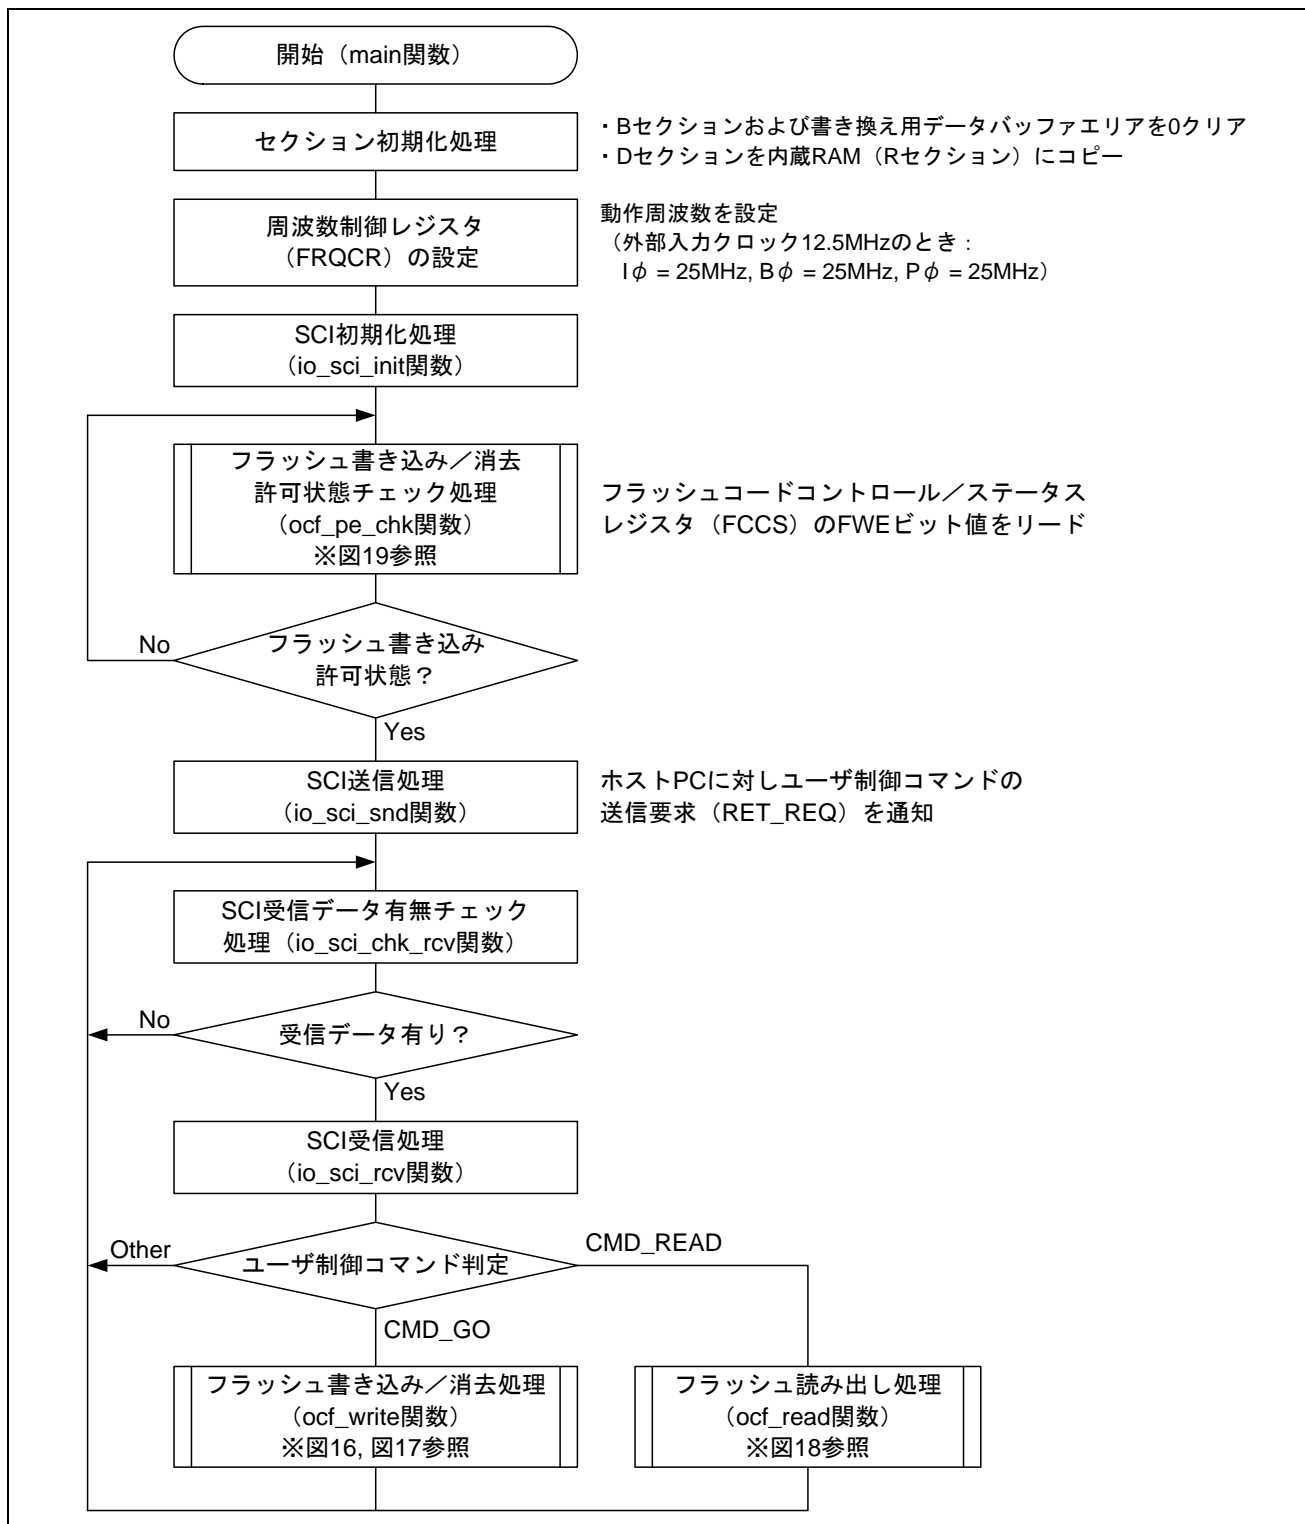 開始（main関数）
セクション初期化処理
・Bセクションおよび書き換え用データバッファエリアを0クリア
・Dセクションを内蔵RAM（Rセクション）にコピー
周波数制御レジスタ
（FRQCR）の設定
動作周波数を設定
（外部入力クロック12.5MHzのとき：
Iφ = 25MHz, Bφ = 25MHz, Pφ = 25MHz）
SCI初期化処理
（io_sci_init関数）
フラッシュ書き込み／消去
許可状態チェック処理
（ocf_pe_chk関数）
※図19参照
フラッシュコードコントロール／ステータス
レジスタ（FCCS）のFWEビット値をリード
No
フラッシュ書き込み
許可状態？
Yes
SCI送信処理
（io_sci_snd関数）
ホストPCに対しユーザ制御コマンドの
送信要求（RET_REQ）を通知
SCI受信データ有無チェック
処理（io_sci_chk_rcv関数）
No
受信データ有り？
Yes
SCI受信処理
（io_sci_rcv関数）
Other
ユーザ制御コマンド判定
CMD_READ
CMD_GO
フラッシュ書き込み／消去処理
（ocf_write関数）
※図16, 図17参照
フラッシュ読み出し処理
（ocf_read関数）
※図18参照